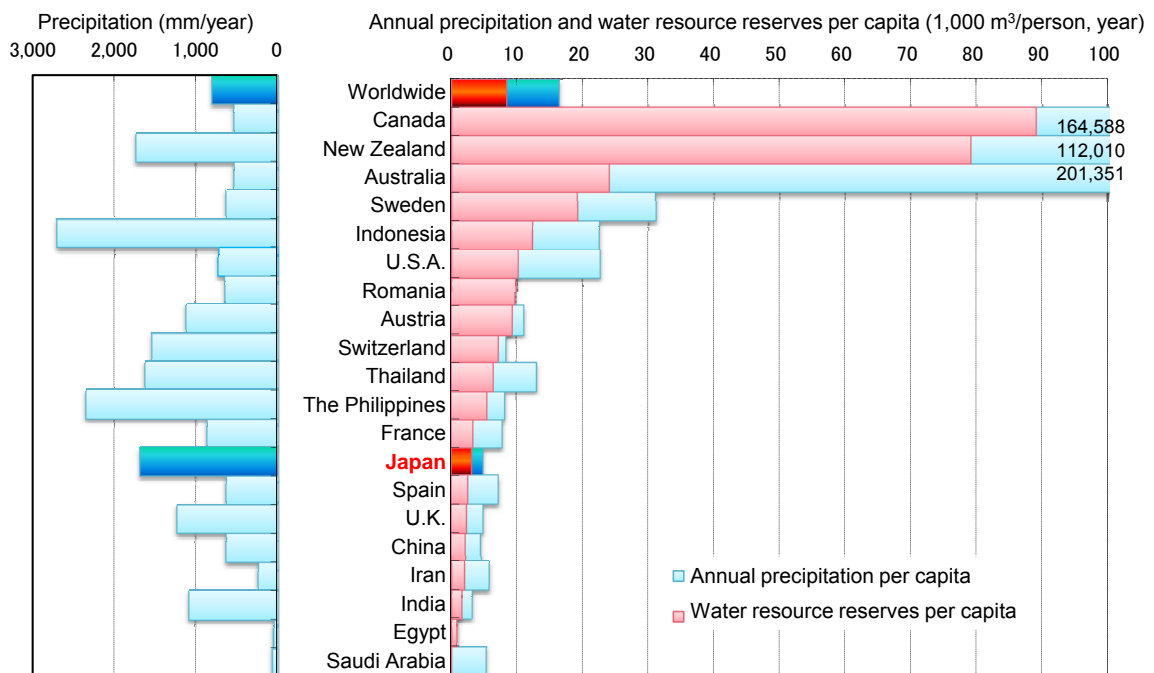 Precipitation (mm/year)
Annual precipitation and water resource reserves per capita (1,000 m³/person, year)
3,000 2,000 1,000 0
0 10 20 30 40 50 60 70 80 90 100
Worldwide
Canada
164,588
New Zealand
112,010
Australia
201,351
Sweden
Indonesia
U.S.A.
Romania
Austria
Switzerland
Thailand
The Philippines
France
Japan
Spain
U.K.
China
Iran
India
Egypt
Saudi Arabia
Annual precipitation per capita
Water resource reserves per capita